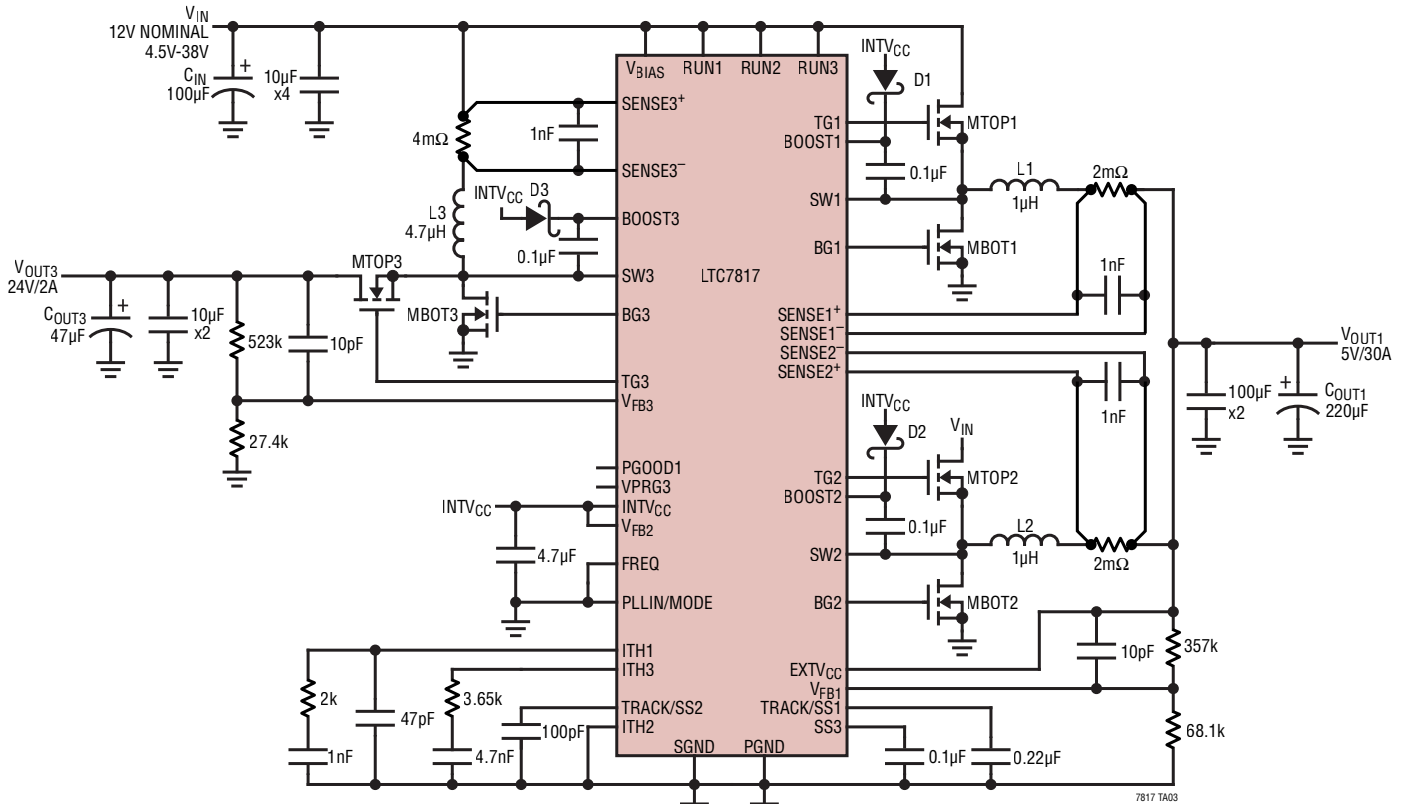 VIN
12V NOMINAL
4.5V-38V
CIN
100µF
+
10µF
x4
4mΩ
1nF
L3
4.7µH
INTVCC
D3
0.1µF
VOUT3
24V/2A
COUT3
47µF
+
10µF
x2
523k
10pF
27.4k
MTOP3
MBOT3
INTVCC
4.7µF
2k
1nF
47pF
3.65k
4.7nF
100pF
VBIAS
RUN1
RUN2
RUN3
SENSE3+
SENSE3−
BOOST3
SW3
BG3
TG3
VFB3
PGOOD1
VPRG3
INTVCC
VFB2
FREQ
PLLIN/MODE
ITH1
ITH3
TRACK/SS2
ITH2
SGND
PGND
LTC7817
TG1
BOOST1
SW1
BG1
SENSE1+
SENSE1−
SENSE2−
SENSE2+
TG2
BOOST2
SW2
BG2
EXTVCC
VFB1
TRACK/SS1
SS3
INTVCC
D1
0.1µF
MTOP1
MBOT1
L1
1µH
2mΩ
1nF
1nF
VOUT1
5V/30A
100µF
x2
+
COUT1
220µF
INTVCC
D2
0.1µF
VIN
MTOP2
MBOT2
L2
1µH
2mΩ
10pF
357k
68.1k
0.1µF
0.22µF
7817 TA03